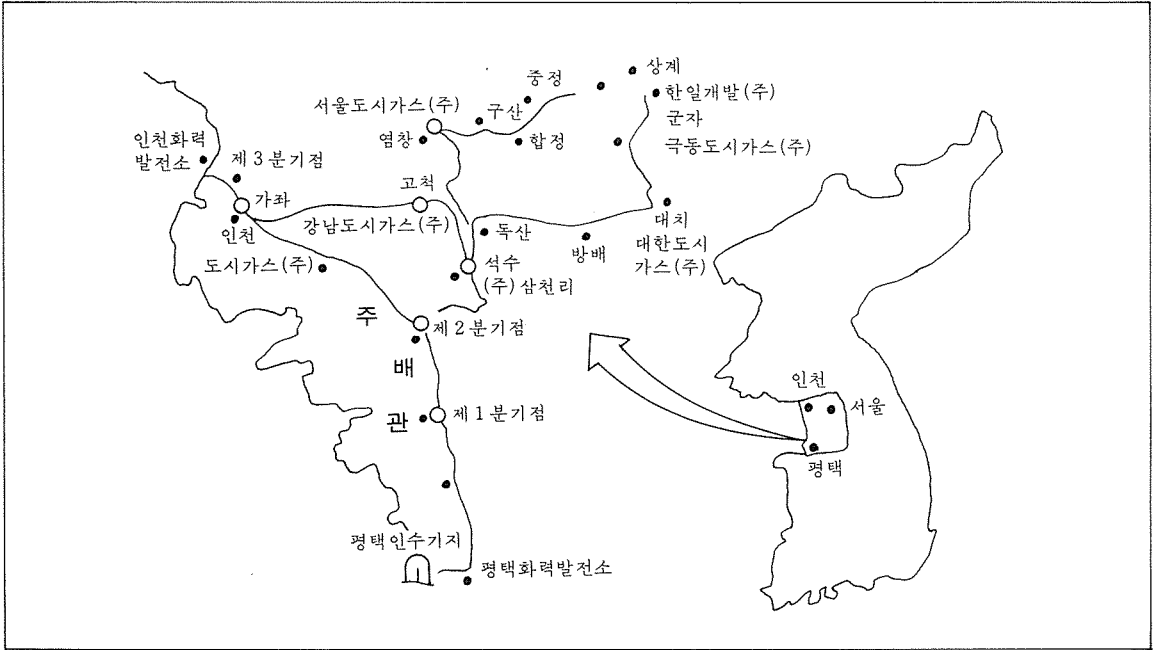 상계
중정
한일개발(주)
서울도시가스(주)
구산
군자
인천화력
발전소
염창
합정
극동도시가스(주)
제3분기점
가좌
고척
인천
강남도시가스(주)
독산
방배
대치
대한도시
가스(주)
도시가스(주)
석수
(주)삼천리
주
배
관
제2분기점
제1분기점
평택인수기지
평택화력발전소
인천
서울
평택